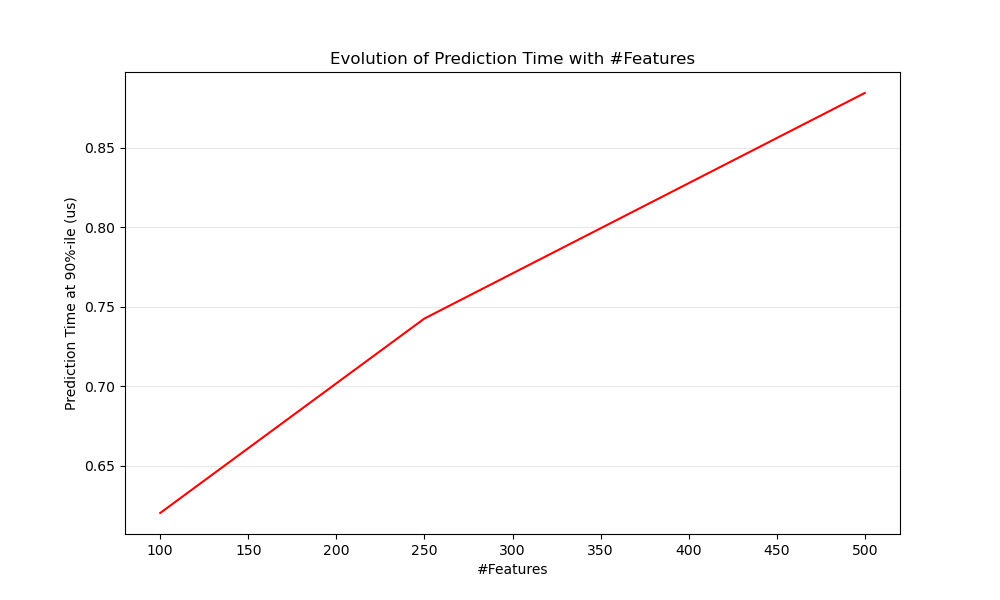 Evolution of Prediction Time with #Features
Prediction Time at 90%-ile (us)
0.85
0.80
0.75
0.70
0.65
100 150 200 250 300 350 400 450 500
#Features